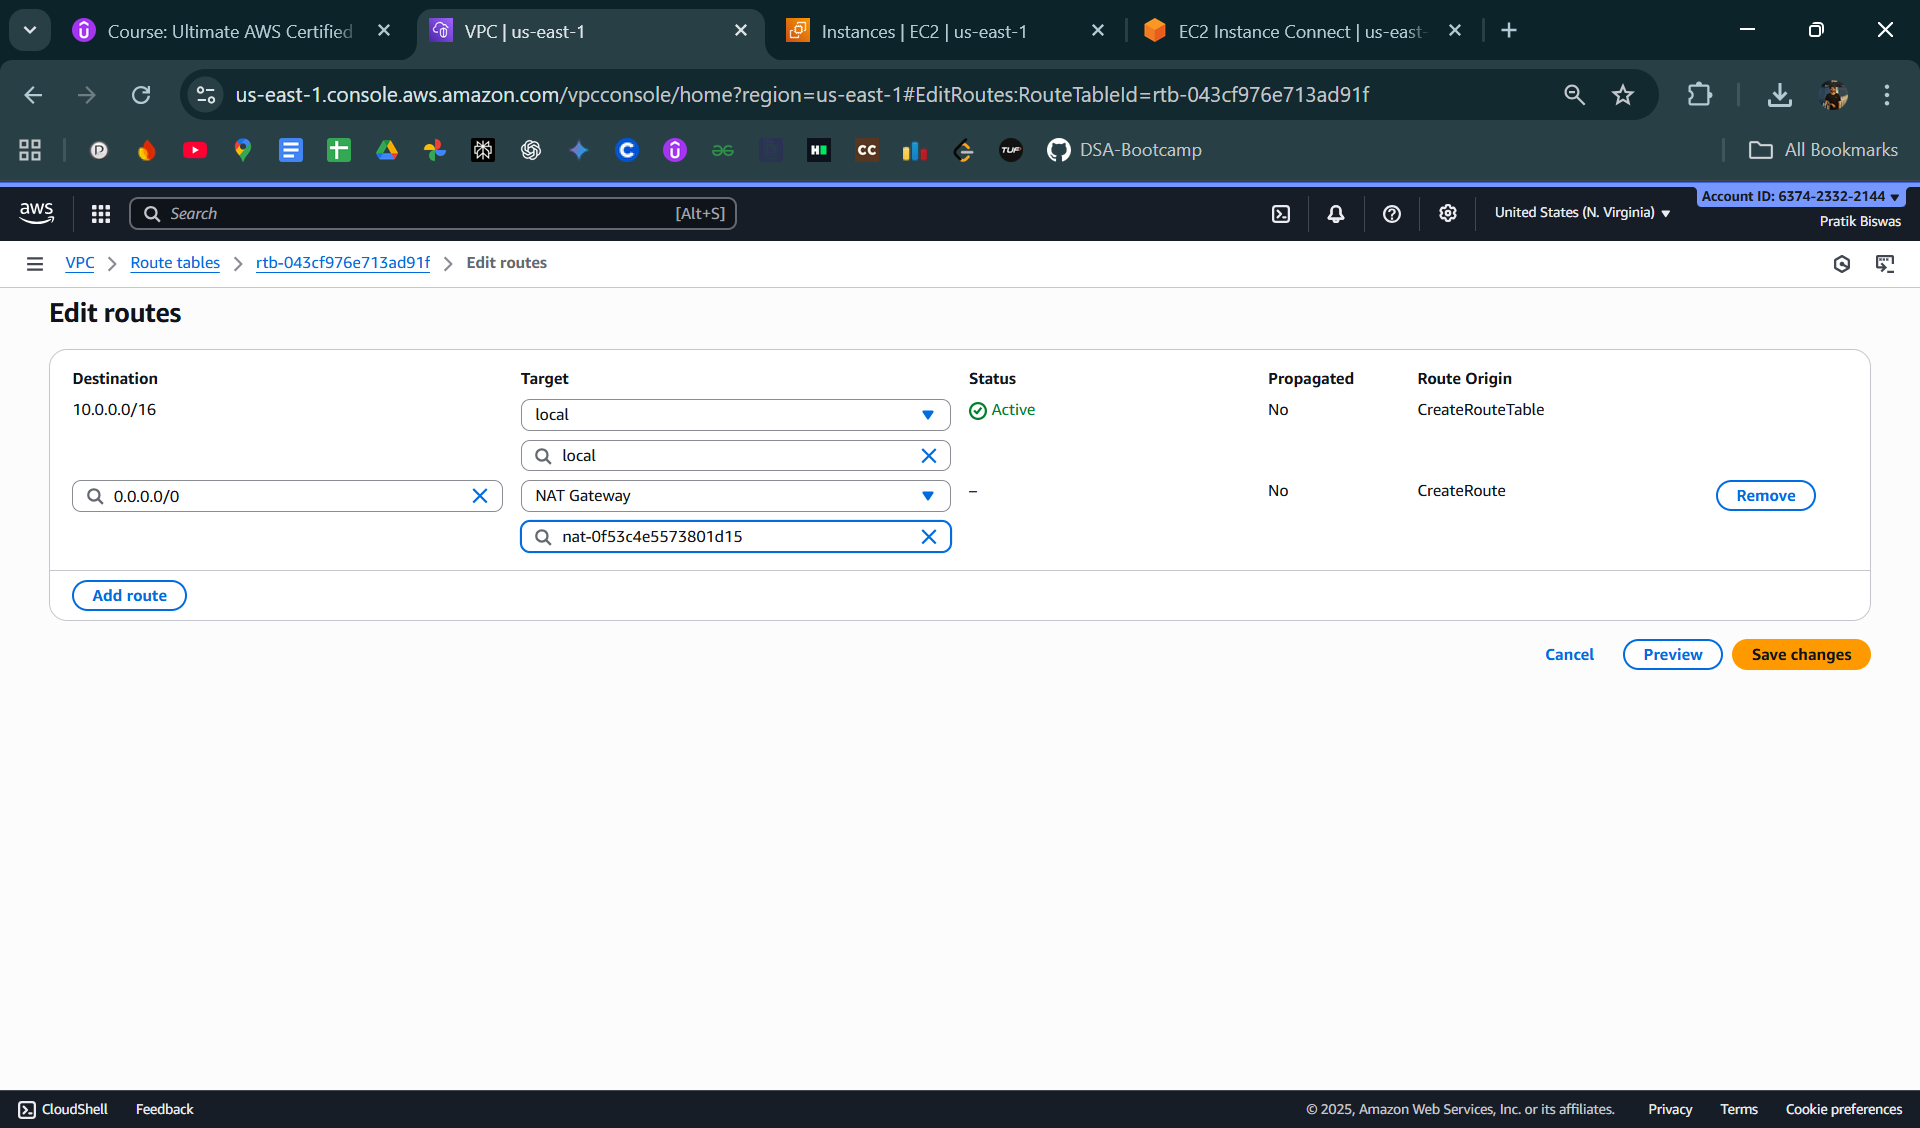 Course: Ultimate AWS Certified
VPC | us-east-1
Instances | EC2 | us-east-1
EC2 Instance Connect | us-east-
us-east-1.console.aws.amazon.com/vpcconsole/home?region=us-east-1#EditRoutes:RouteTableId=rtb-043cf976e713ad91f
DSA-Bootcamp
All Bookmarks
aws
Search
[Alt+S]
United States (N. Virginia)
Account ID: 6374-2332-2144
Pratik Biswas
VPC
Route tables
rtb-043cf976e713ad91f
Edit routes
Edit routes
Destination Target Status Propagated Route Origin
10.0.0.0/16 local Active No CreateRouteTable
local
0.0.0.0/0 NAT Gateway – No CreateRoute Remove
nat-0f53c4e5573801d15
Add route
Cancel Preview Save changes
CloudShell Feedback © 2025, Amazon Web Services, Inc. or its affiliates. Privacy Terms Cookie preferences